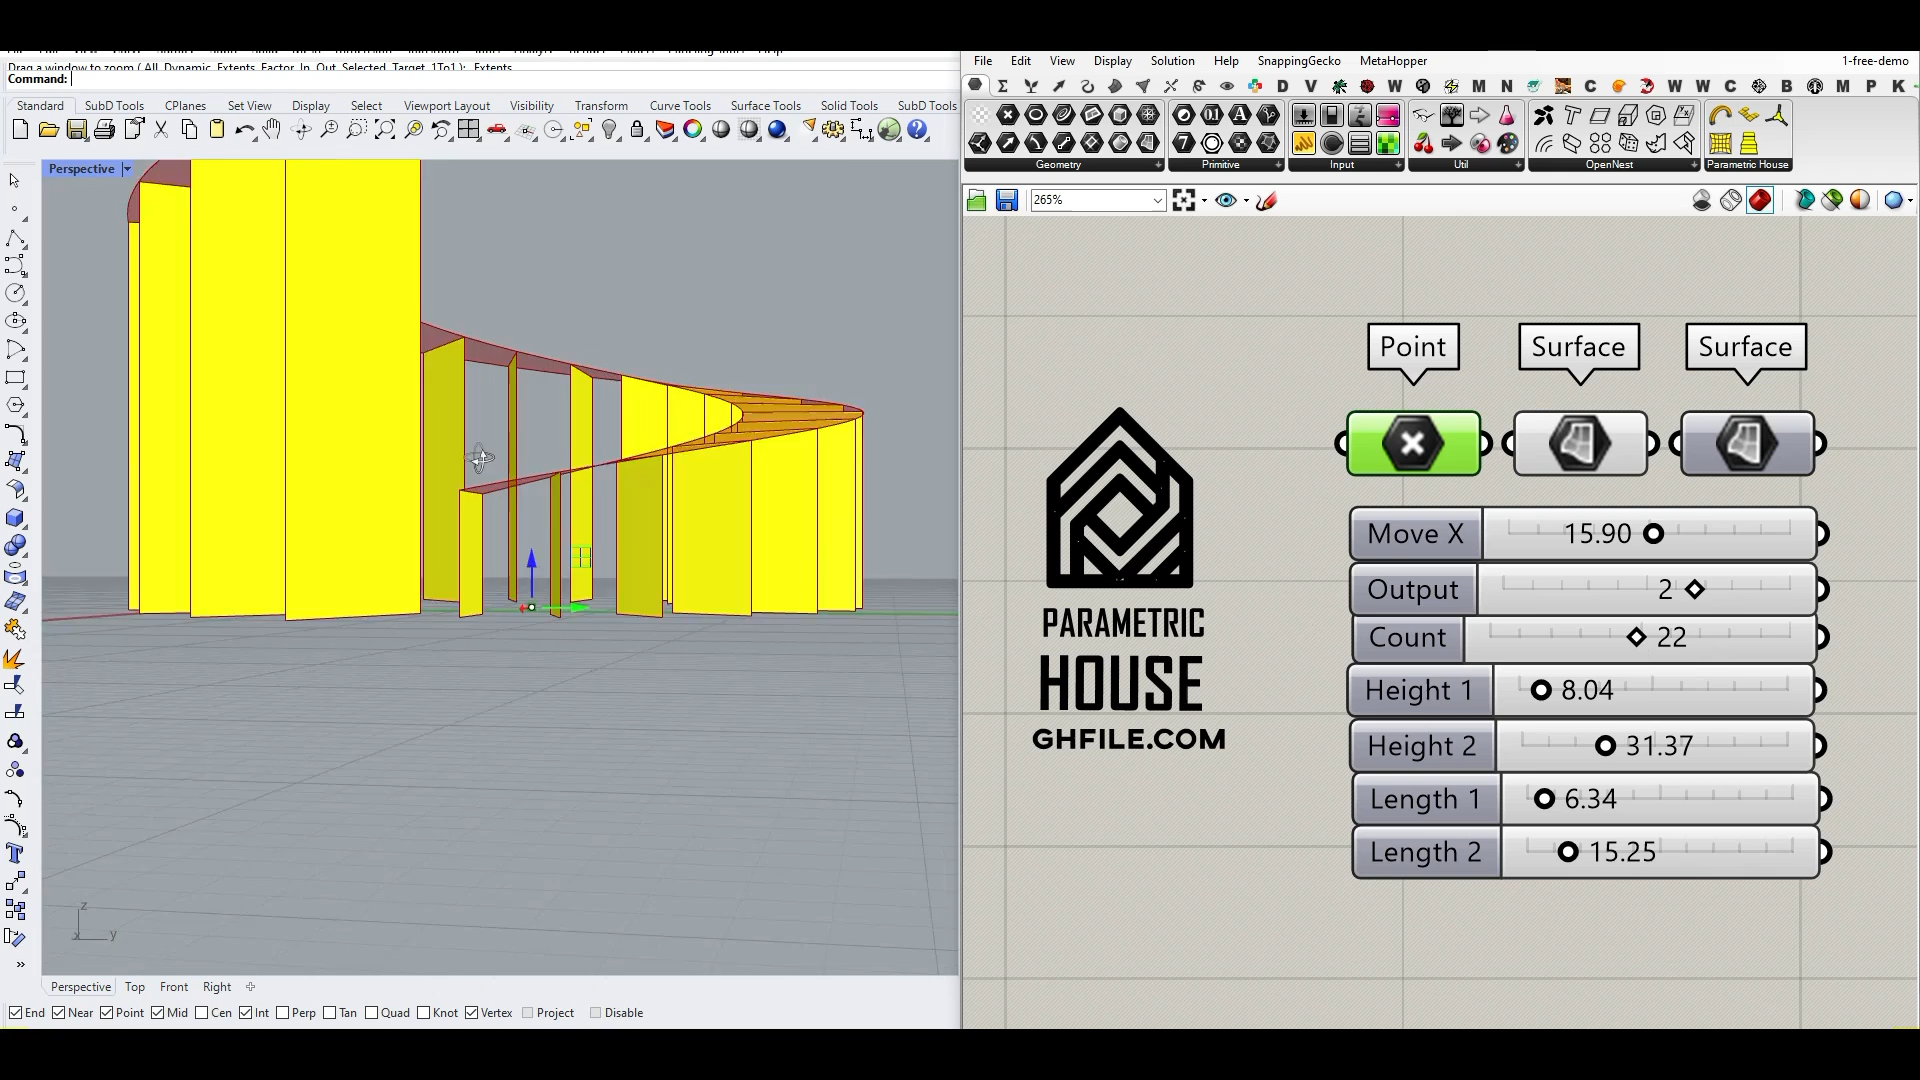 Drag a window to zoom ( All Dynamic Extents Factor In Out Selected Target 1To1 ): Extents
Command:
Standard SubD Tools CPlanes Set View Display Select Viewport Layout Visibility Transform Curve Tools Surface Tools Solid Tools SubD Tools
Perspective
z
x y
Perspective Top Front Right
End Near Point Mid Cen Int Perp Tan Quad Knot Vertex Project Disable
File Edit View Display Solution Help SnappingGecko MetaHopper 1-free-demo
D V W M N C W W C B M P K
Geometry Primitive Input Util OpenNest Parametric House
265%
Point Surface Surface
PARAMETRIC
HOUSE
GHFILE.COM
Move X 15.90
Output 2
Count 22
Height 1 8.04
Height 2 31.37
Length 1 6.34
Length 2 15.25